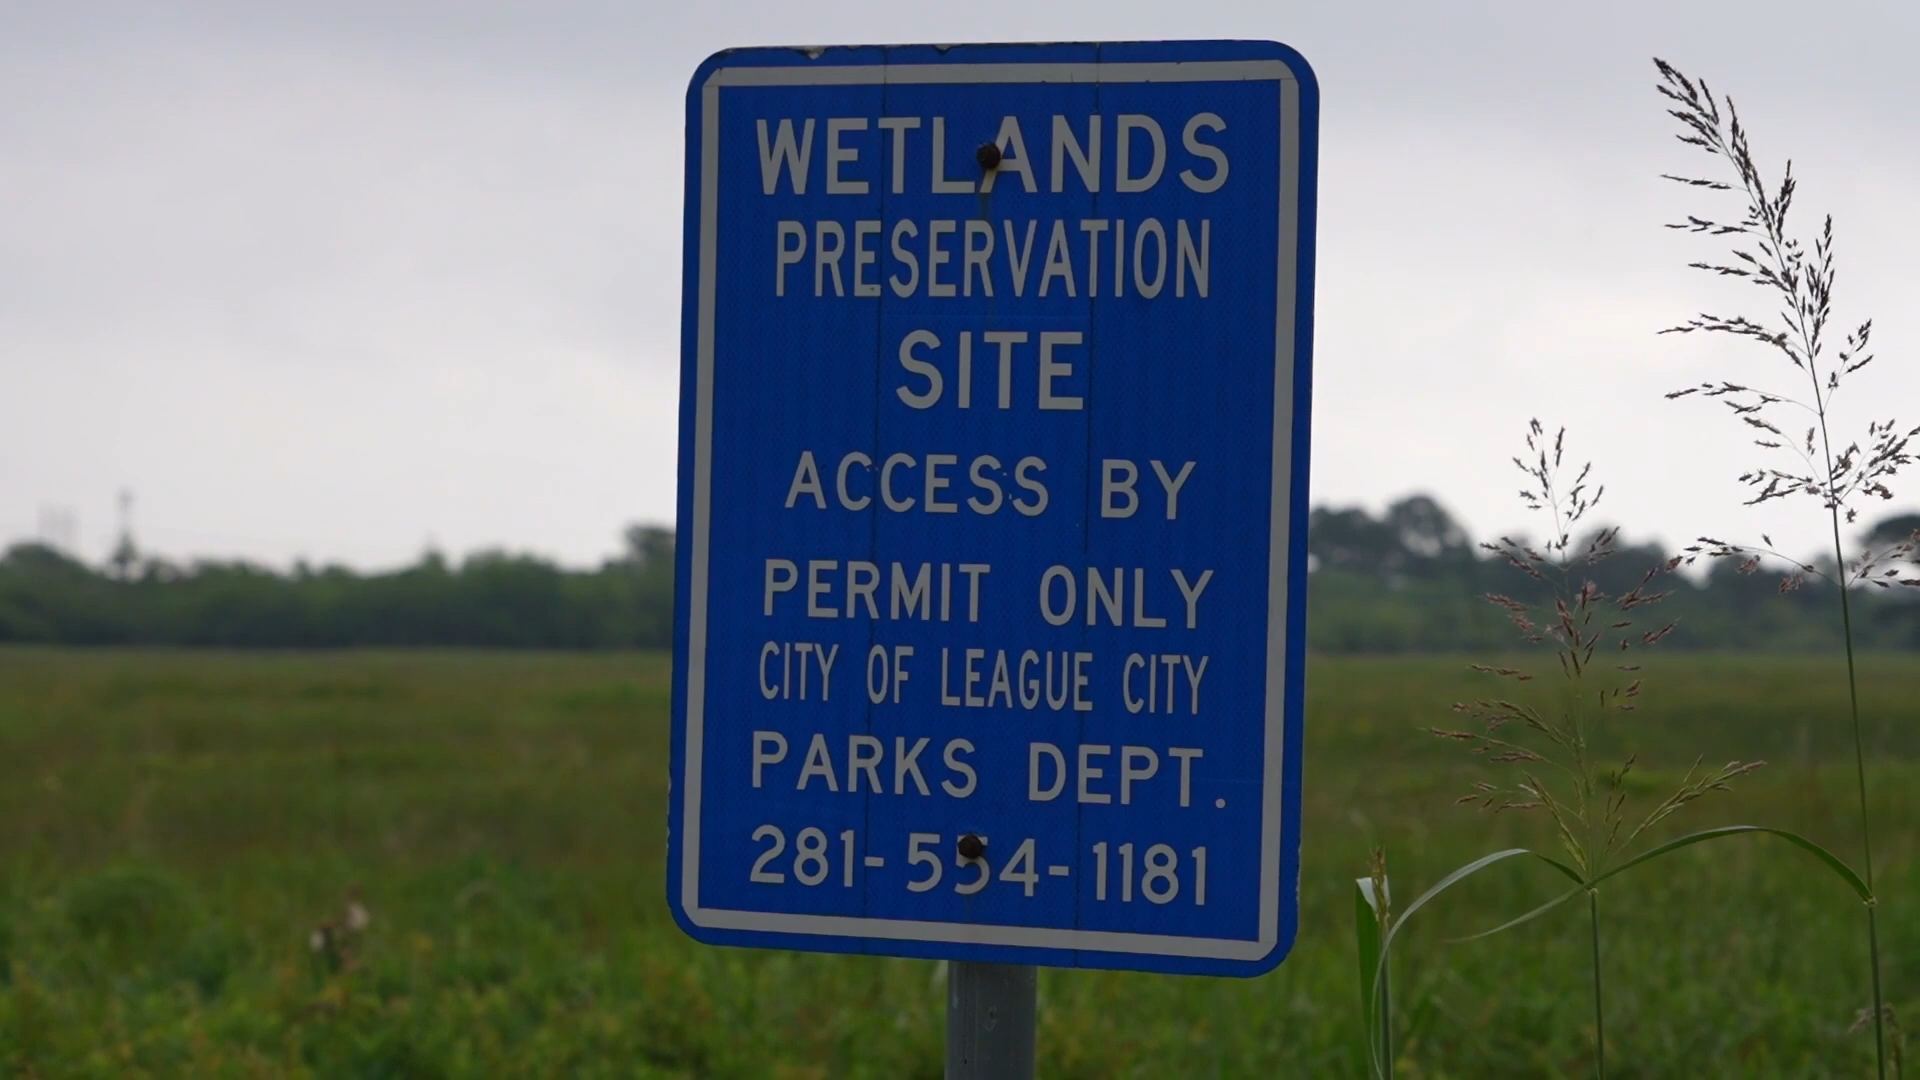 WETLANDS
PRESERVATION
SITE
ACCESS BY
PERMIT ONLY
CITY OF LEAGUE CITY
PARKS DEPT.
281-554-1181